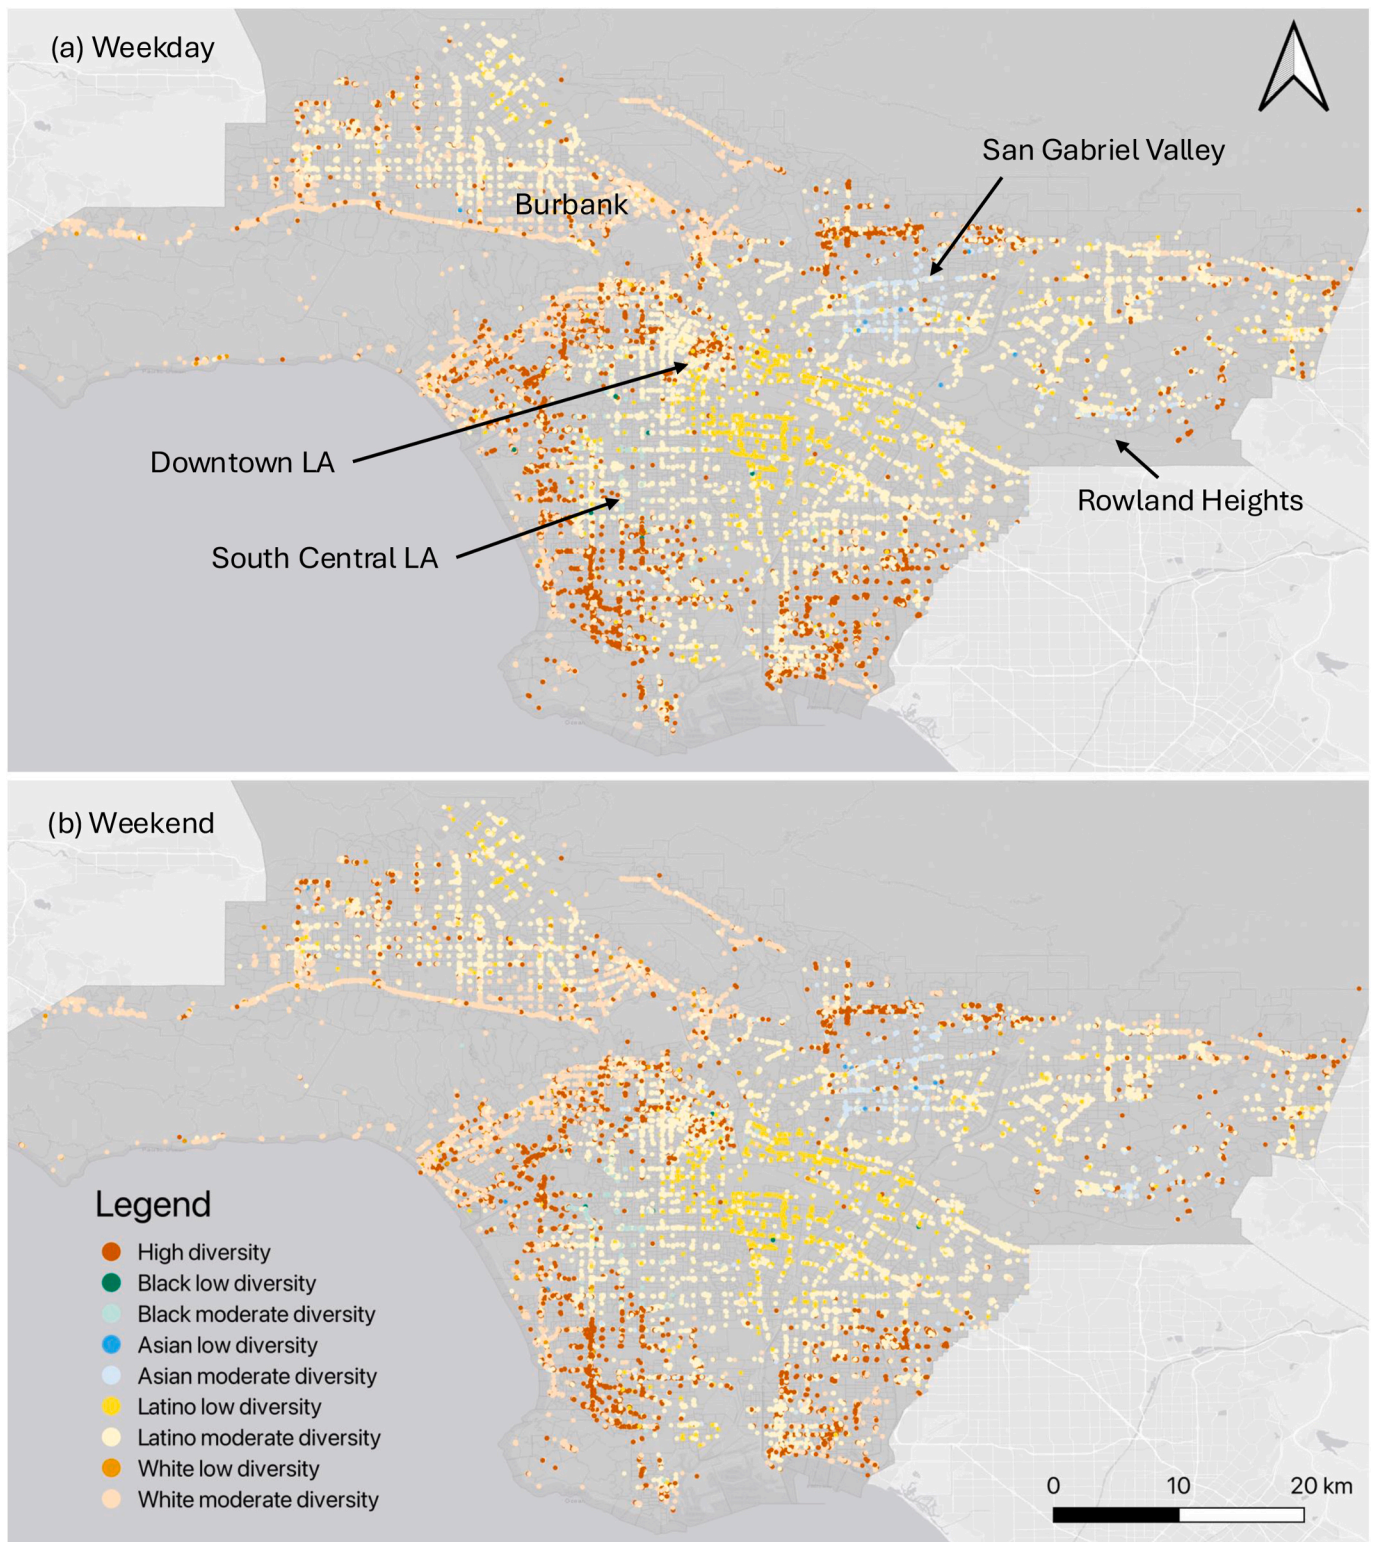 (a) Weekday
San Gabriel Valley
Burbank
Downtown LA
Rowland Heights
South Central LA
(b) Weekend
Legend
High diversity
Black low diversity
Black moderate diversity
Asian low diversity
Asian moderate diversity
Latino low diversity
Latino moderate diversity
White low diversity
White moderate diversity
0 10 20 km